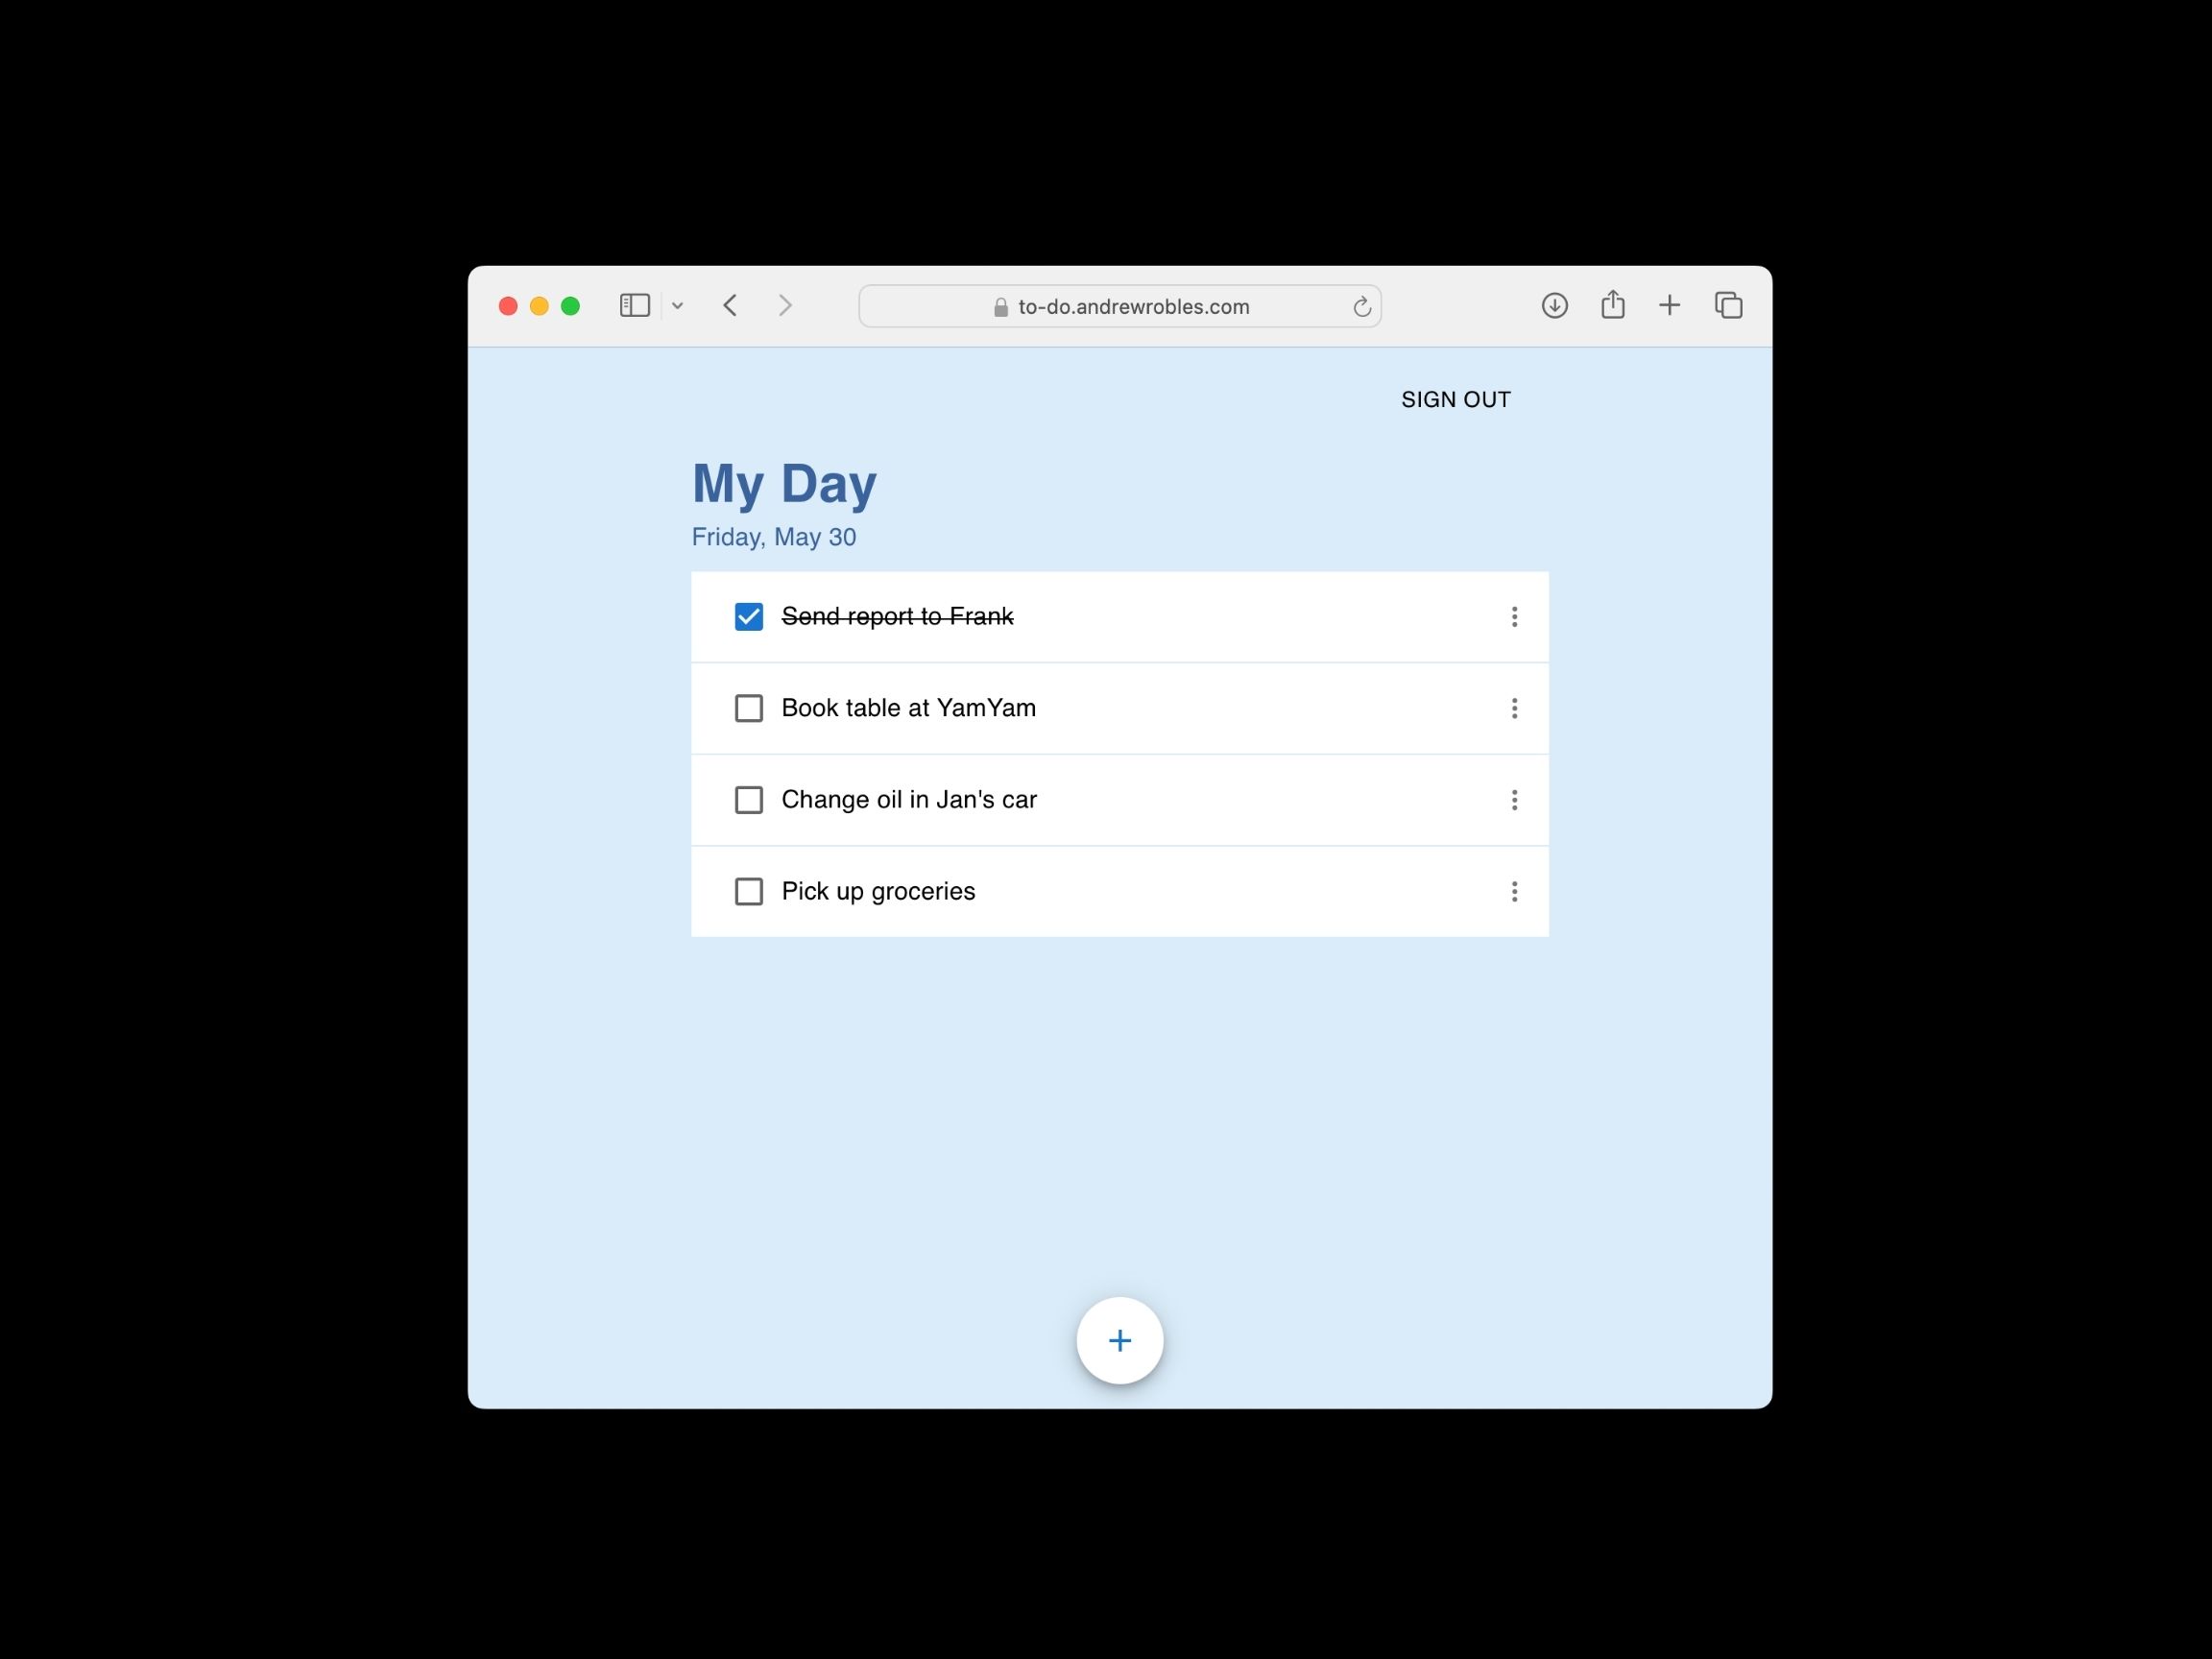 to-do.andrewrobles.com
SIGN OUT
My Day
Friday, May 30
Send report to Frank
Book table at YamYam
Change oil in Jan's car
Pick up groceries